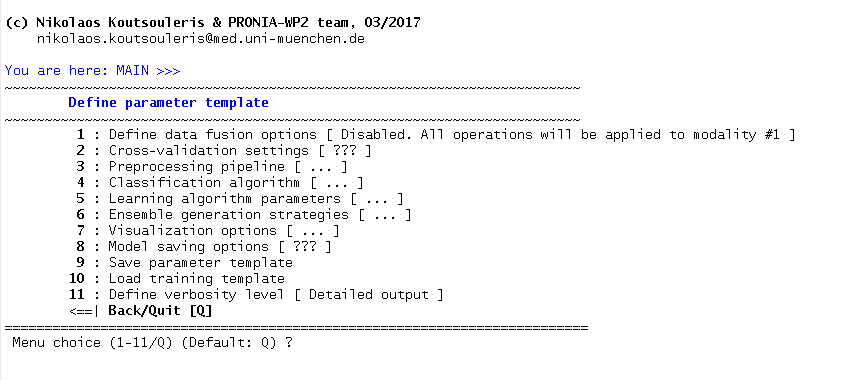 (c) Nikolaos Koutsouleris & PRONIA-WP2 team, 03/2017
nikolaos.koutsouleris@med.uni-muenchen.de
You are here: MAIN >>>
~~~~~~~~~~~~~~~~~~~~~~~~~~~~~~~~~~~~~~~~~~~~~~~~~~~~~~~~~~~~~~~~~~~~~~~~
Define parameter template
~~~~~~~~~~~~~~~~~~~~~~~~~~~~~~~~~~~~~~~~~~~~~~~~~~~~~~~~~~~~~~~~~~~~~~~~
1 : Define data fusion options [ Disabled. All operations will be applied to modality #1 ]
2 : Cross-validation settings [ ??? ]
3 : Preprocessing pipeline [ ... ]
4 : Classification algorithm [ ... ]
5 : Learning algorithm parameters [ ... ]
6 : Ensemble generation strategies [ ... ]
7 : Visualization options [ ... ]
8 : Model saving options [ ??? ]
9 : Save parameter template
10 : Load training template
11 : Define verbosity level [ Detailed output ]
<==| Back/Quit [Q]
=========================================================================
Menu choice (1-11/Q) (Default: Q) ?